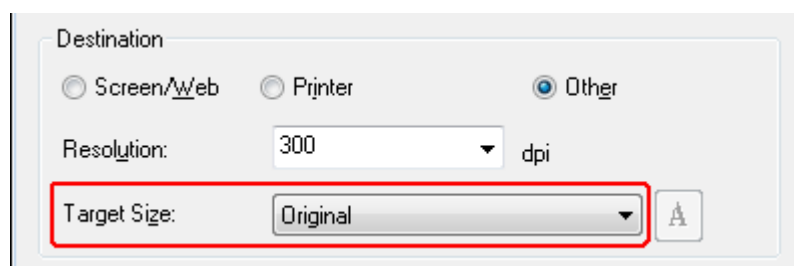 Destination
Screen/Web Printer Other
Resolution: 300 dpi
Target Size: Original A